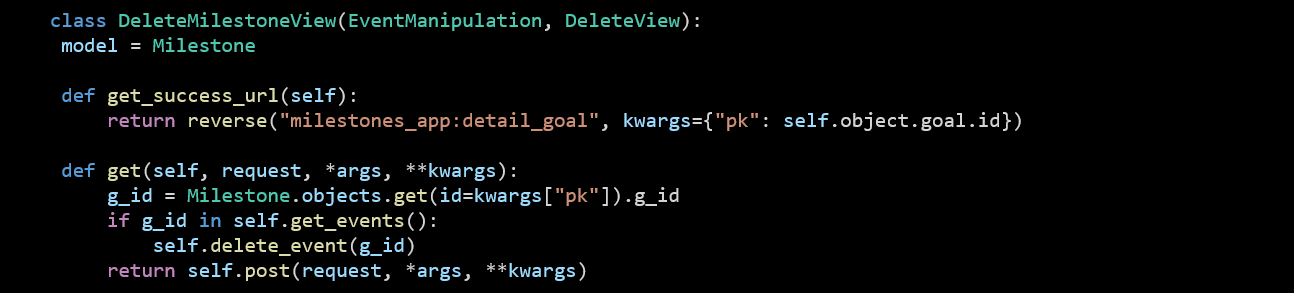 class DeleteMilestoneView(EventManipulation, DeleteView):
model = Milestone
def get_success_url(self):
return reverse("milestones_app:detail_goal", kwargs={"pk": self.object.goal.id})
def get(self, request, *args, **kwargs):
g_id = Milestone.objects.get(id=kwargs["pk"]).g_id
if g_id in self.get_events():
self.delete_event(g_id)
return self.post(request, *args, **kwargs)